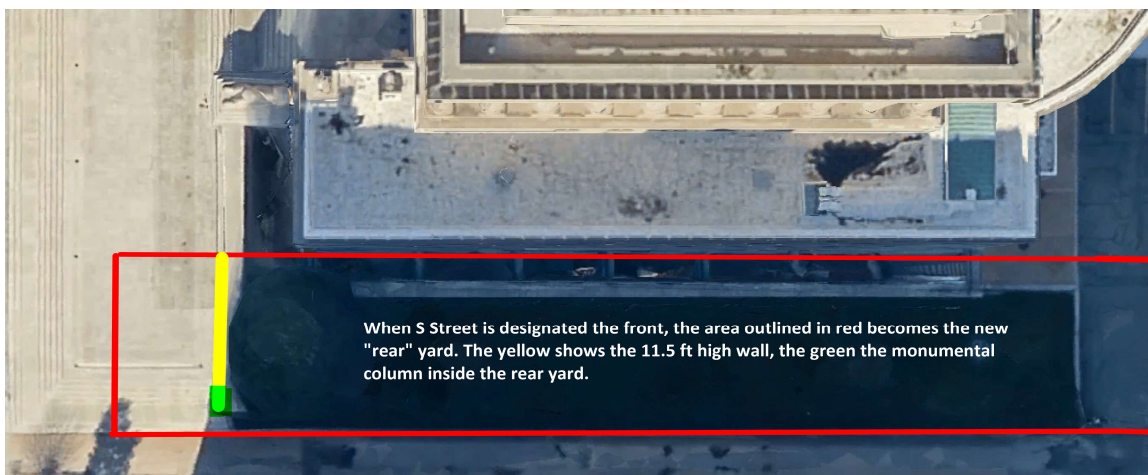 When S Street is designated the front, the area outlined in red becomes the new
"rear" yard. The yellow shows the 11.5 ft high wall, the green the monumental
column inside the rear yard.